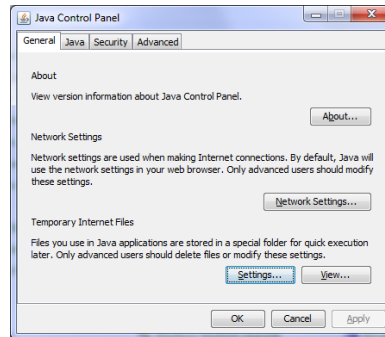 Java Control Panel
General Java Security Advanced
About
View version information about Java Control Panel.
About...
Network Settings
Network settings are used when making Internet connections. By default, Java will
use the network settings in your web browser. Only advanced users should modify
these settings.
Network Settings...
Temporary Internet Files
Files you use in Java applications are stored in a special folder for quick execution
later. Only advanced users should delete files or modify these settings.
Settings... View...
OK Cancel Apply